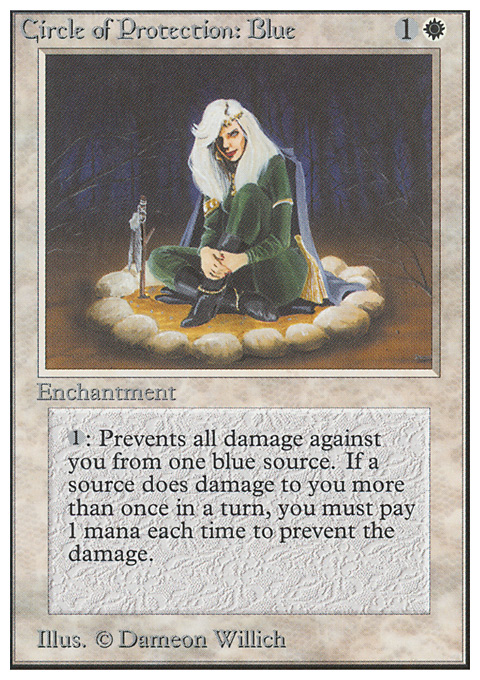 Circle of Protection: Blue 1
Enchantment
1: Prevents all damage against
you from one blue source. If a
source does damage to you more
than once in a turn, you must pay
1 mana each time to prevent the
damage.
Illus. © Dameon Willich